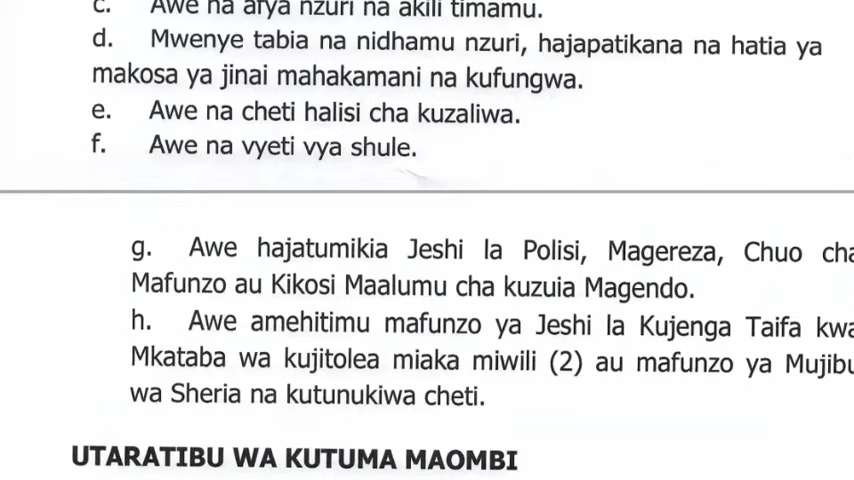 c. Awe na afya nzuri na akili timamu.
d. Mwenye tabia na nidhamu nzuri, hajapatikana na hatia ya
makosa ya jinai mahakamani na kufungwa.
e. Awe na cheti halisi cha kuzaliwa.
f. Awe na vyeti vya shule.
g. Awe hajatumikia Jeshi la Polisi, Magereza, Chuo cha
Mafunzo au Kikosi Maalumu cha kuzuia Magendo.
h. Awe amehitimu mafunzo ya Jeshi la Kujenga Taifa kwa
Mkataba wa kujitolea miaka miwili (2) au mafunzo ya Mujibu
wa Sheria na kutunukiwa cheti.
UTARATIBU WA KUTUMA MAOMBI